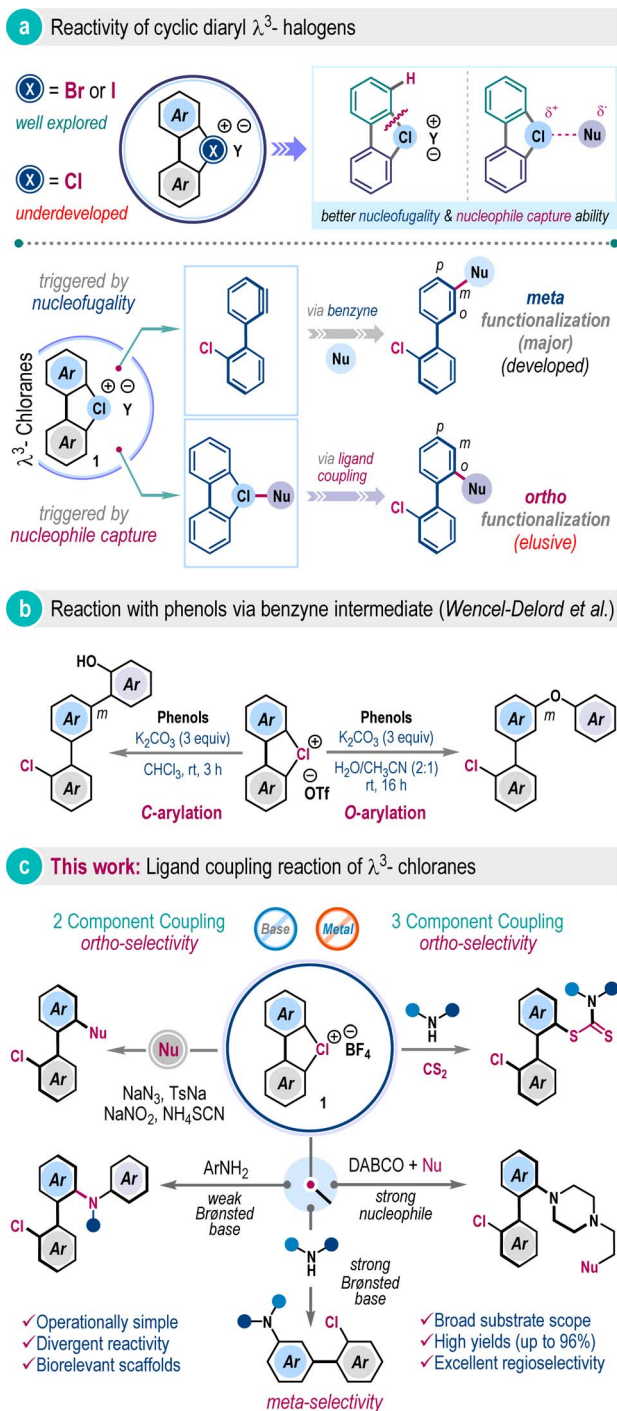 a Reactivity of cyclic diaryl λ³- halogens
X = Br or I
well explored
X = Cl
underdeveloped
Ar
Ar
X
⊕ ⊖
Y
H
Cl
⊕
Y
⊖
δ⁺ δ⁻
Cl Nu
better nucleofugality & nucleophile capture ability
triggered by
nucleofugality
λ³- Chloranes
Ar
Ar
Cl
⊕ ⊖
Y
1
triggered by
nucleophile capture
Cl
via benzyne
Nu
p
Nu
m
o
Cl
meta
functionalization
(major)
(developed)
Cl Nu
via ligand
coupling
p
m
o
Nu
Cl
ortho
functionalization
(elusive)
b Reaction with phenols via benzyne intermediate (Wencel-Delord et al.)
HO
Ar
Ar
m
Cl
Ar
Phenols
K₂CO₃ (3 equiv)
CHCl₃, rt, 3 h
C-arylation
Ar
Ar
Cl
⊕
⊖
OTf
Phenols
K₂CO₃ (3 equiv)
H₂O/CH₃CN (2:1)
rt, 16 h
O-arylation
Ar
O
m
Ar
Cl
Ar
c This work: Ligand coupling reaction of λ³- chloranes
2 Component Coupling
ortho-selectivity
Base
Metal
3 Component Coupling
ortho-selectivity
Ar
Nu
Cl
Ar
Nu
NaN₃, TsNa
NaNO₂, NH₄SCN
Ar
Ar
Cl
⊕ ⊖
BF₄
1
N
H
CS₂
Ar
N
S S
Cl
Ar
Ar
N
Ar
Cl
Ar
ArNH₂
weak
Brønsted
base
DABCO + Nu
strong
nucleophile
Ar
N
N
Cl
Ar
Nu
N
H
strong
Brønsted
base
N
Ar
Cl
Ar
meta-selectivity
✓Operationally simple
✓Divergent reactivity
✓Biorelevant scaffolds
✓Broad substrate scope
✓High yields (up to 96%)
✓Excellent regioselectivity